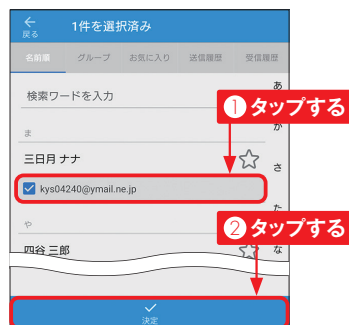 ←
戻る 1件を選択済み
名前順 グループ お気に入り 送信履歴 受信履歴
検索ワードを入力
あ
① タップする
か
ま
三日月 ナナ ☆
さ
kys04240@ymail.ne.jp
た
や
② タップする
四谷 三郎 ☆
な
決定